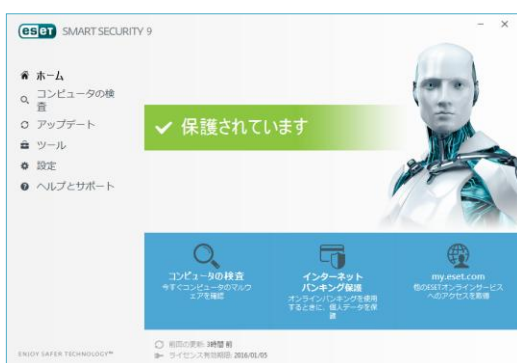 eset SMART SECURITY 9
ホーム
コンピュータの検
査
アップデート
ツール
設定
ヘルプとサポート
保護されています
コンピュータの検査
今すぐコンピュータのマルウ
ェアを確認
インターネット
バンキング保護
オンラインバンキングを使用
するときに、個人データを保
護
my.eset.com
他のESETオンラインサービス
へのアクセスを取得
前回の更新: 3時間 前
ライセンス有効期限: 2016/01/05
ENJOY SAFER TECHNOLOGY™